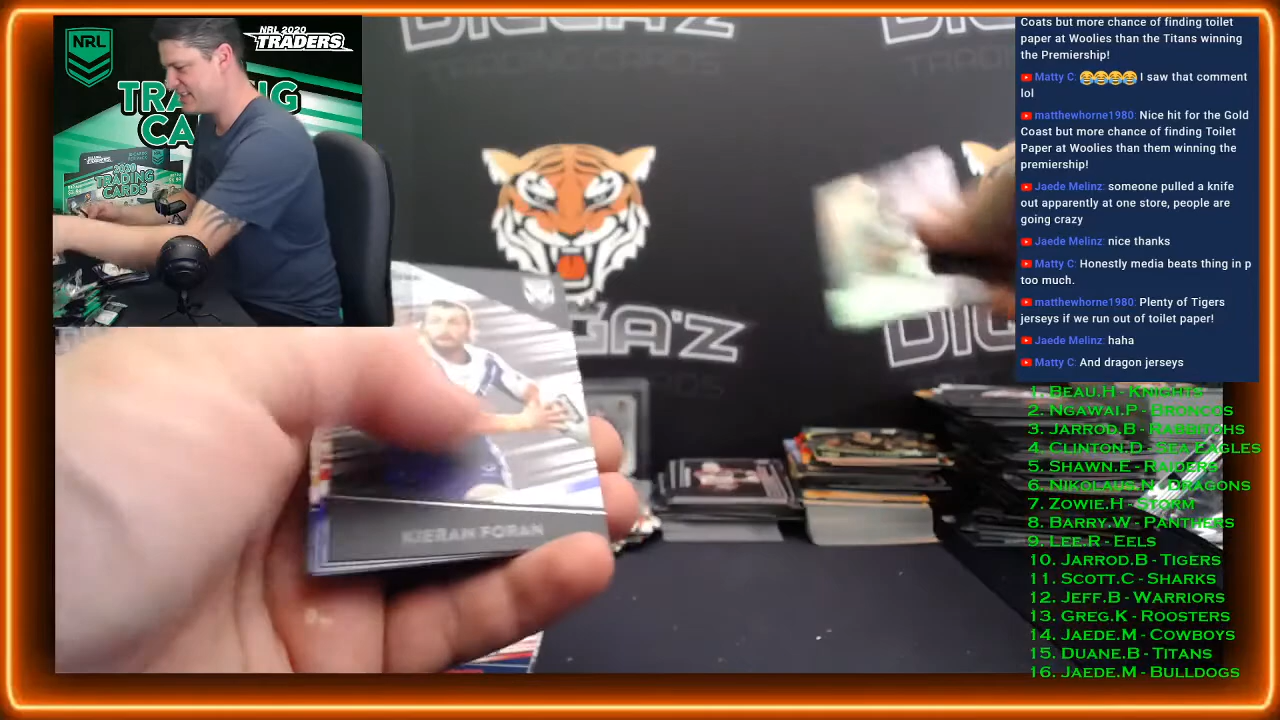 NRL
NRL 2020
TRADERS
TRADING
CARDS
DIGGA'Z
KIERAN FORAN
Coats but more chance of finding toilet
paper at Woolies than the Titans winning
the Premiership!
Matty C: 😂😂😂😂 I saw that comment
lol
matthewhorne1980: Nice hit for the Gold
Coast but more chance of finding Toilet
Paper at Woolies than them winning the
premiership!
Jaede Melinz: someone pulled a knife
out apparently at one store, people are
going crazy
Jaede Melinz: nice thanks
Matty C: Honestly media beats thing in p
too much.
matthewhorne1980: Plenty of Tigers
jerseys if we run out of toilet paper!
Jaede Melinz: haha
Matty C: And dragon jerseys
1. Beau.H - Knights
2. Ngawai.P - Broncos
3. Jarrod.B - Rabbitohs
4. Clinton.D - Sea Eagles
5. Shawn.E - Raiders
6. Nikolaus.N - Dragons
7. Zowie.H - Storm
8. Barry.W - Panthers
9. Lee.R - Eels
10. Jarrod.B - Tigers
11. Scott.C - Sharks
12. Jeff.B - Warriors
13. Greg.K - Roosters
14. Jaede.M - Cowboys
15. Duane.B - Titans
16. Jaede.M - Bulldogs